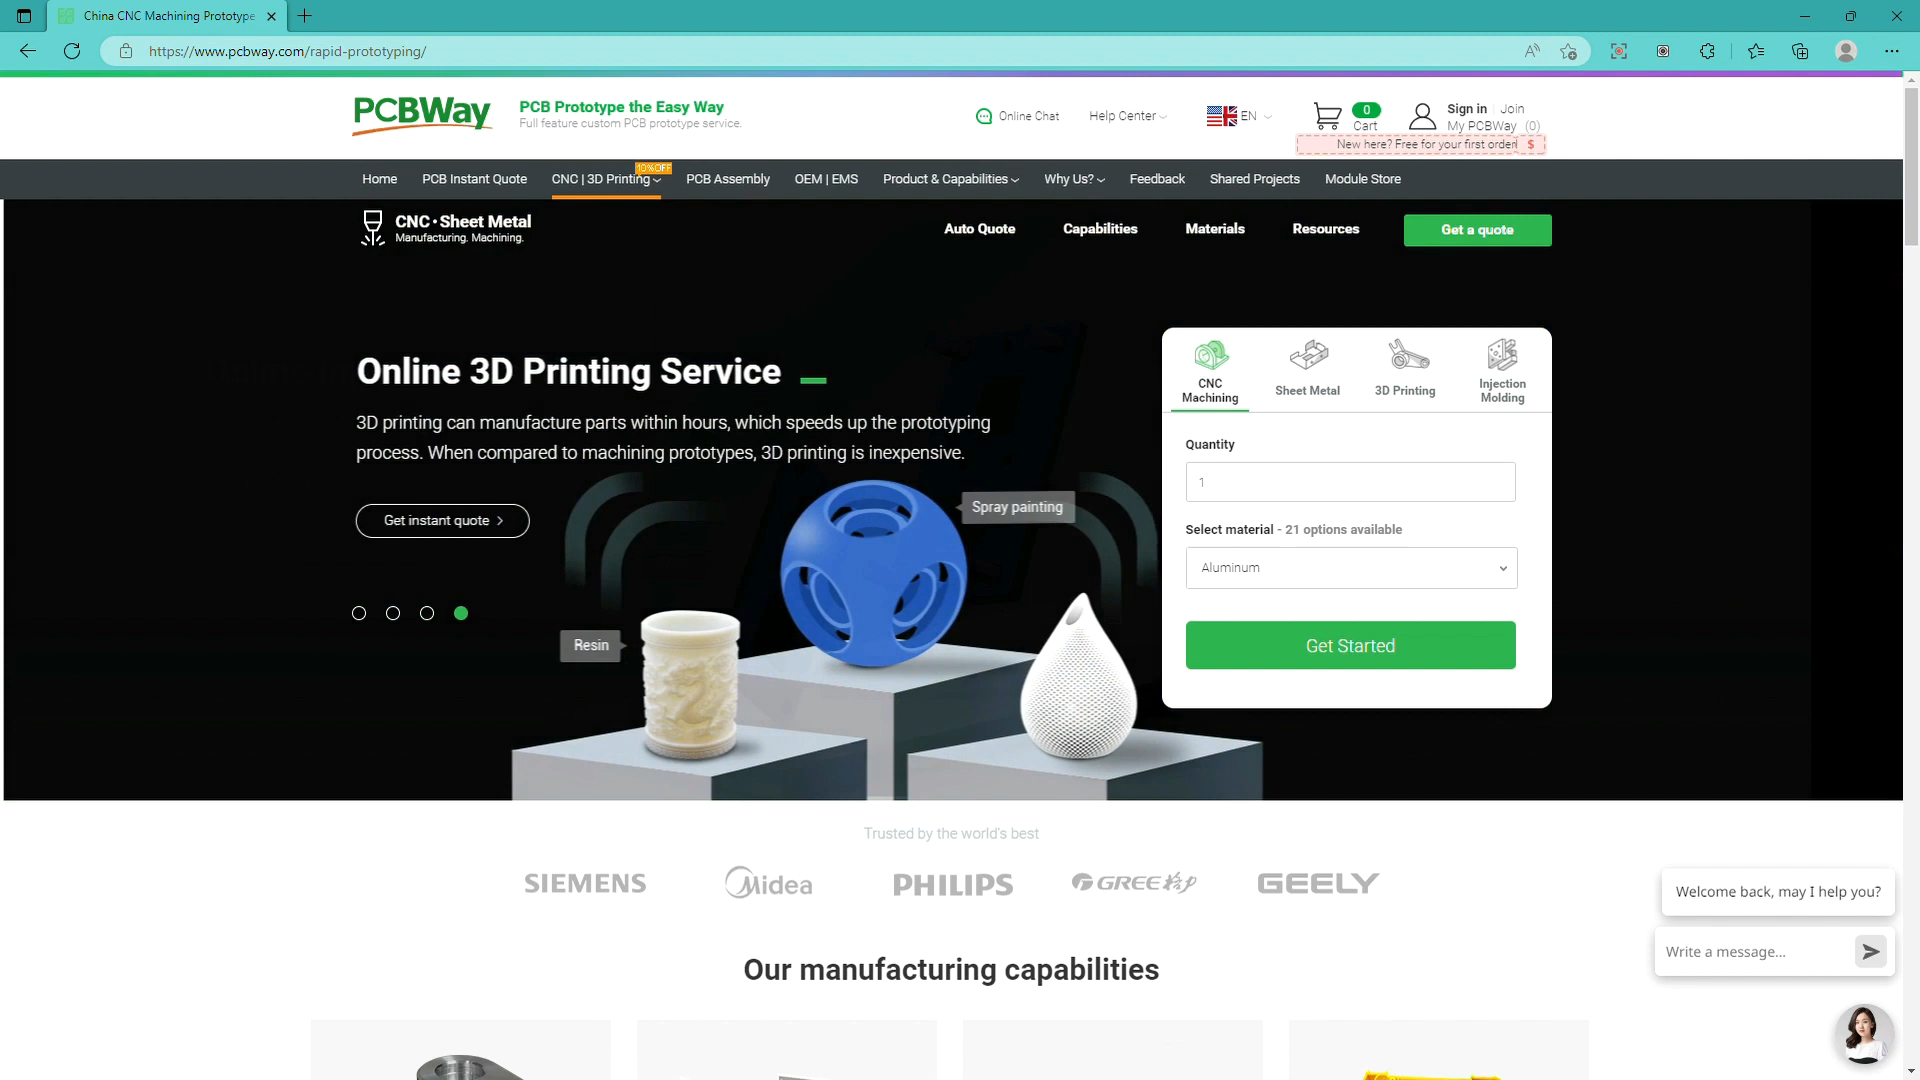 China CNC Machining Prototype
https://www.pcbway.com/rapid-prototyping/
PCBWay
PCB Prototype the Easy Way
Full feature custom PCB prototype service.
Online Chat
Help Center
EN
0
Cart
Sign in
Join
My PCBWay (0)
New here? Free for your first order!
$
Home
PCB Instant Quote
CNC | 3D Printing
10%OFF
PCB Assembly
OEM | EMS
Product & Capabilities
Why Us?
Feedback
Shared Projects
Module Store
CNC · Sheet Metal
Manufacturing. Machining.
Auto Quote
Capabilities
Materials
Resources
Get a quote
Online 3D Printing Service
3D printing can manufacture parts within hours, which speeds up the prototyping
process. When compared to machining prototypes, 3D printing is inexpensive.
Get instant quote >
Spray painting
Resin
CNC
Machining
Sheet Metal
3D Printing
Injection
Molding
Quantity
1
Select material - 21 options available
Aluminum
Get Started
Trusted by the world's best
SIEMENS
Midea
PHILIPS
GREE格力
GEELY
Our manufacturing capabilities
Welcome back, may I help you?
Write a message...